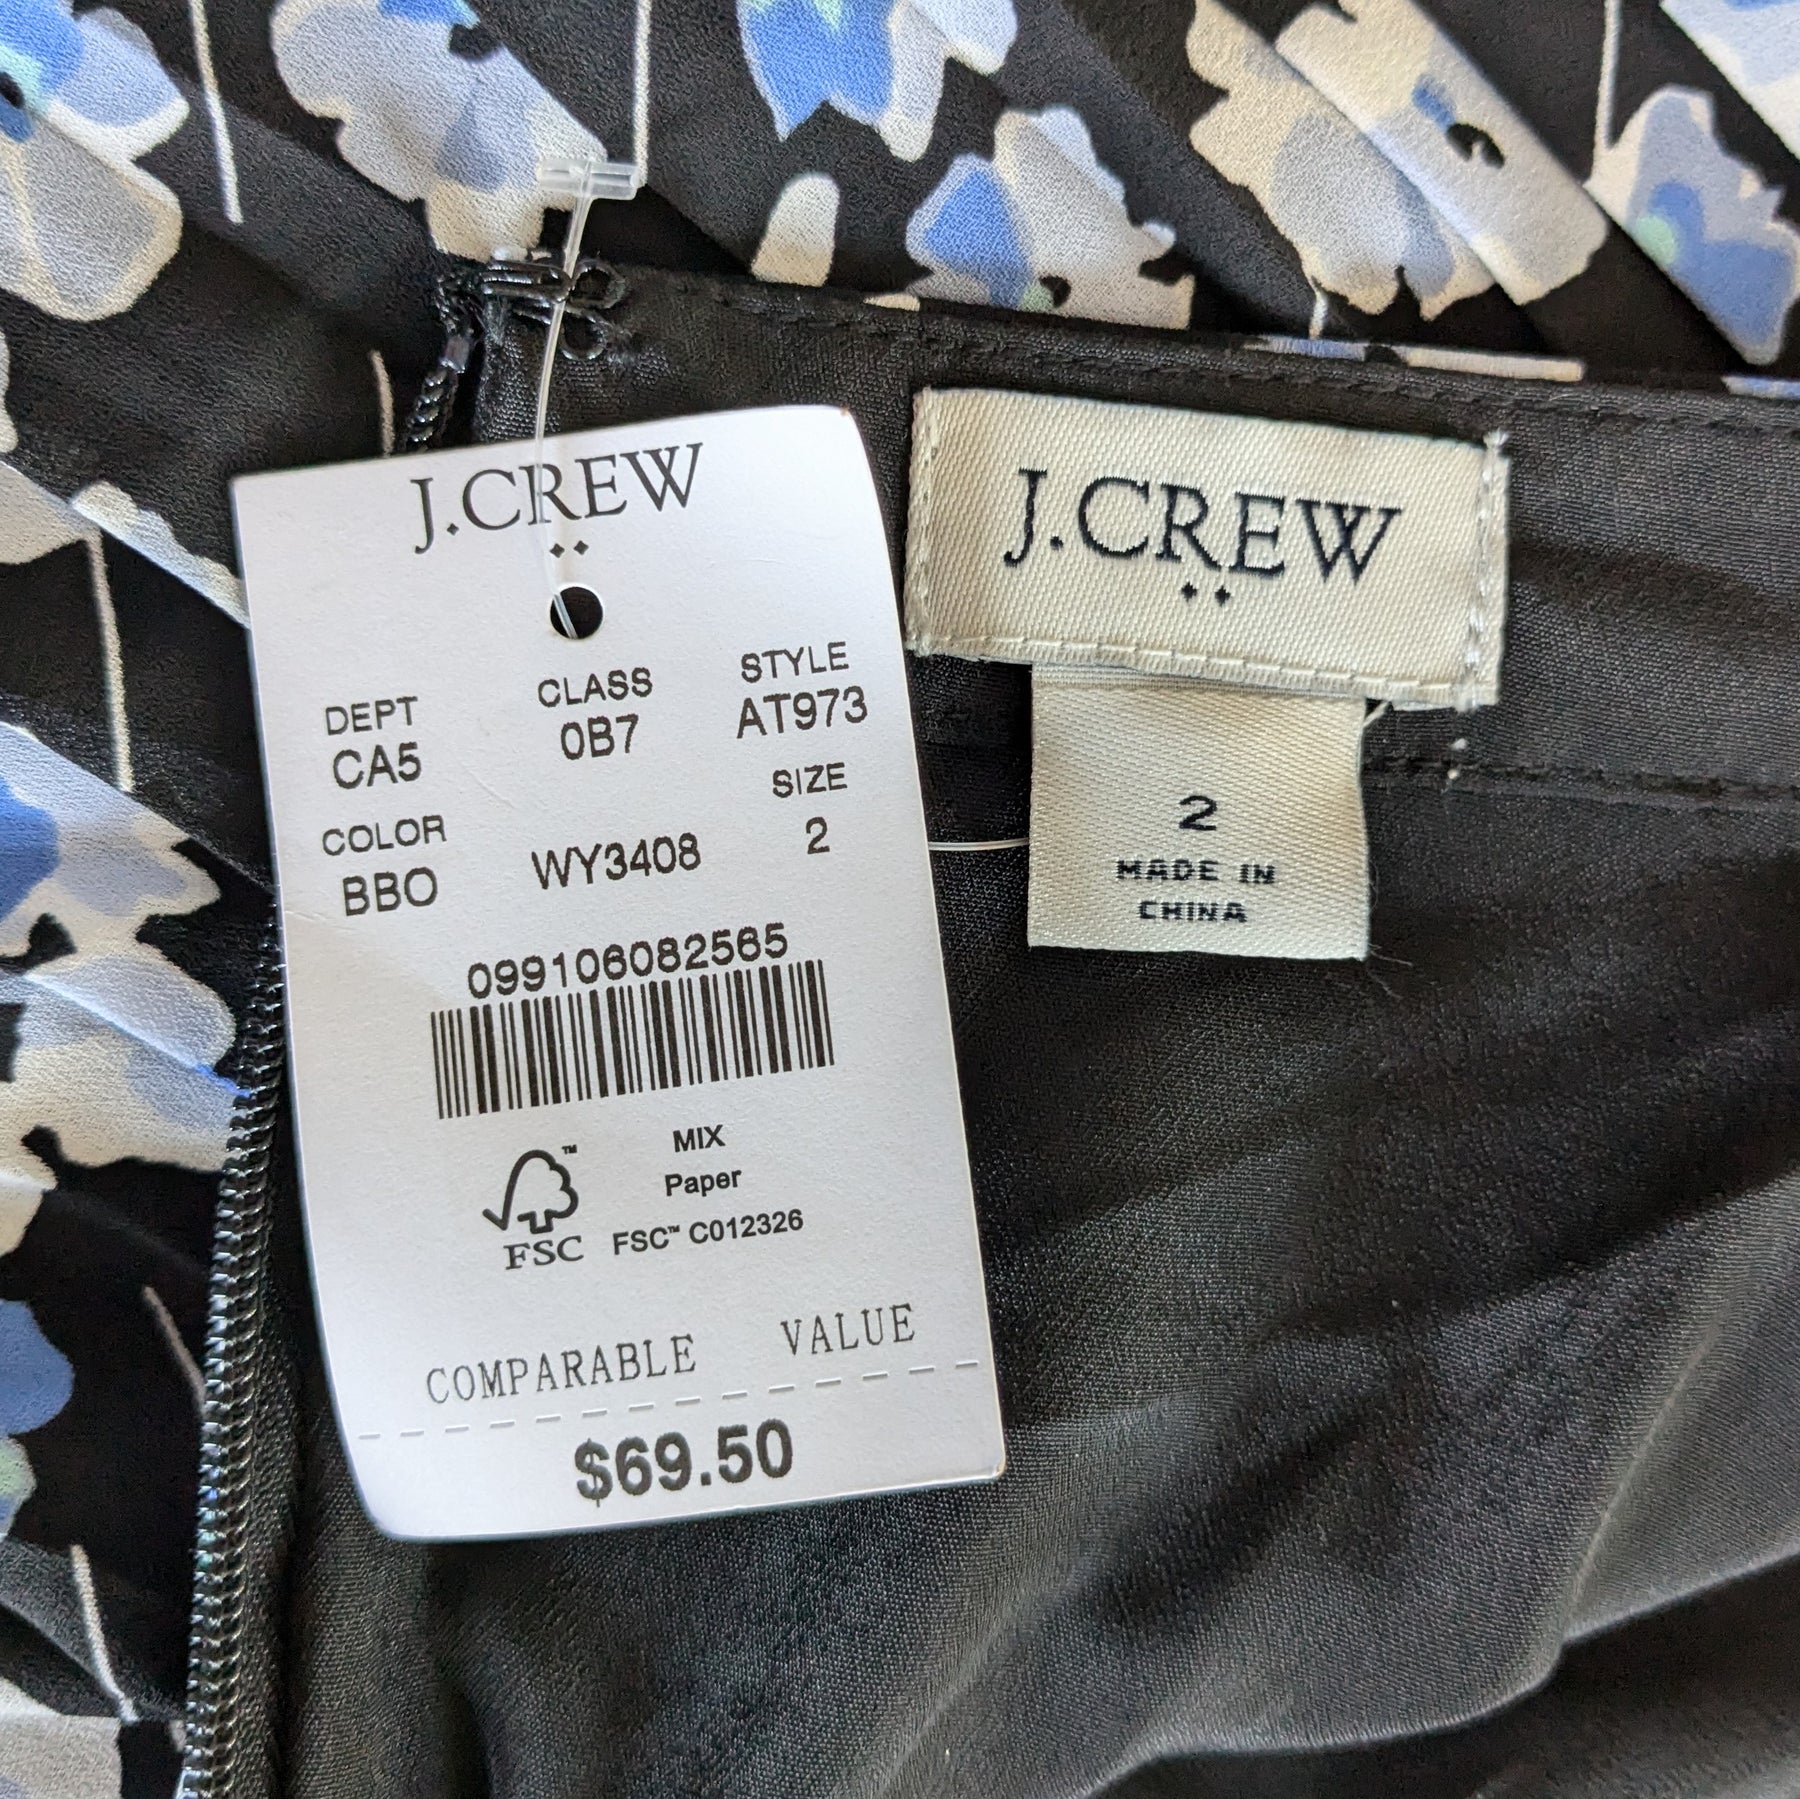 J.CREW
DEPT CLASS STYLE
CA5 0B7 AT973
COLOR SIZE
BBO WY3408 2
099106082565
MIX
Paper
FSC™ C012326
FSC
COMPARABLE VALUE
$69.50
J.CREW
2
MADE IN
CHINA